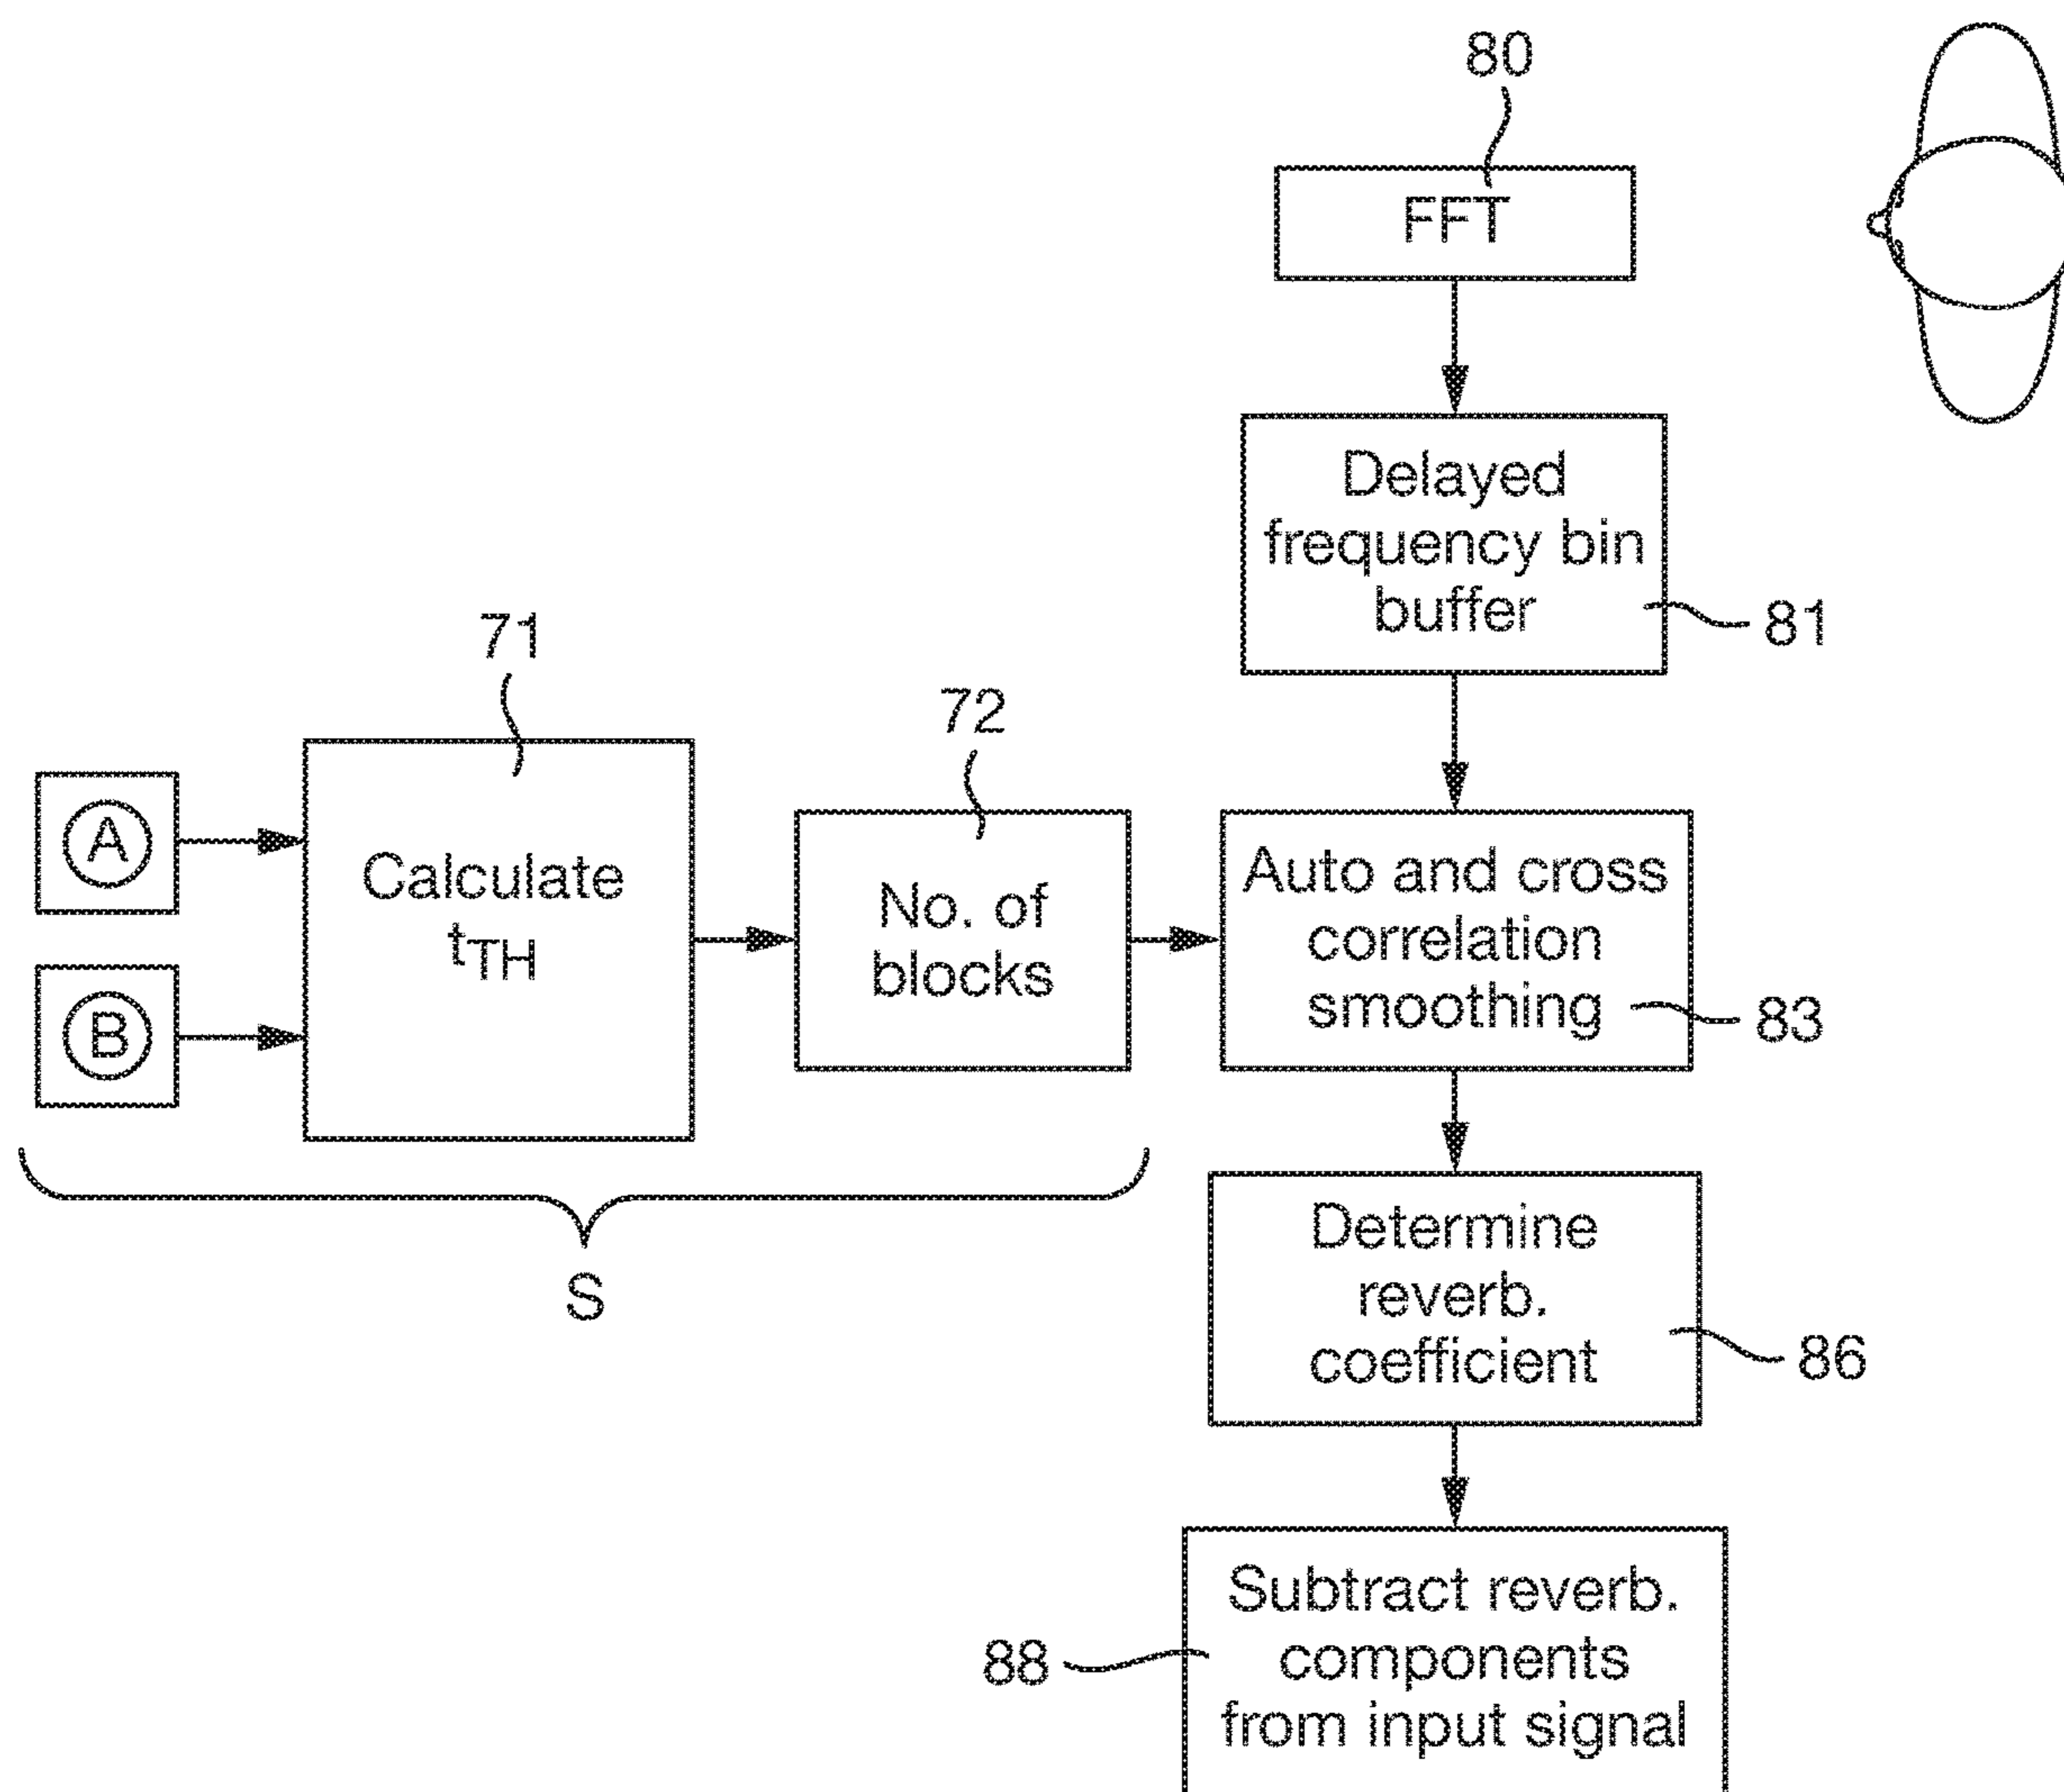 80
FFT
Delayed
frequency bin
buffer
81
71
72
A
B
Calculate
tTH
No. of
blocks
Auto and cross
correlation
smoothing
83
S
Determine
reverb.
coefficient
86
Subtract reverb.
components
from input signal
88